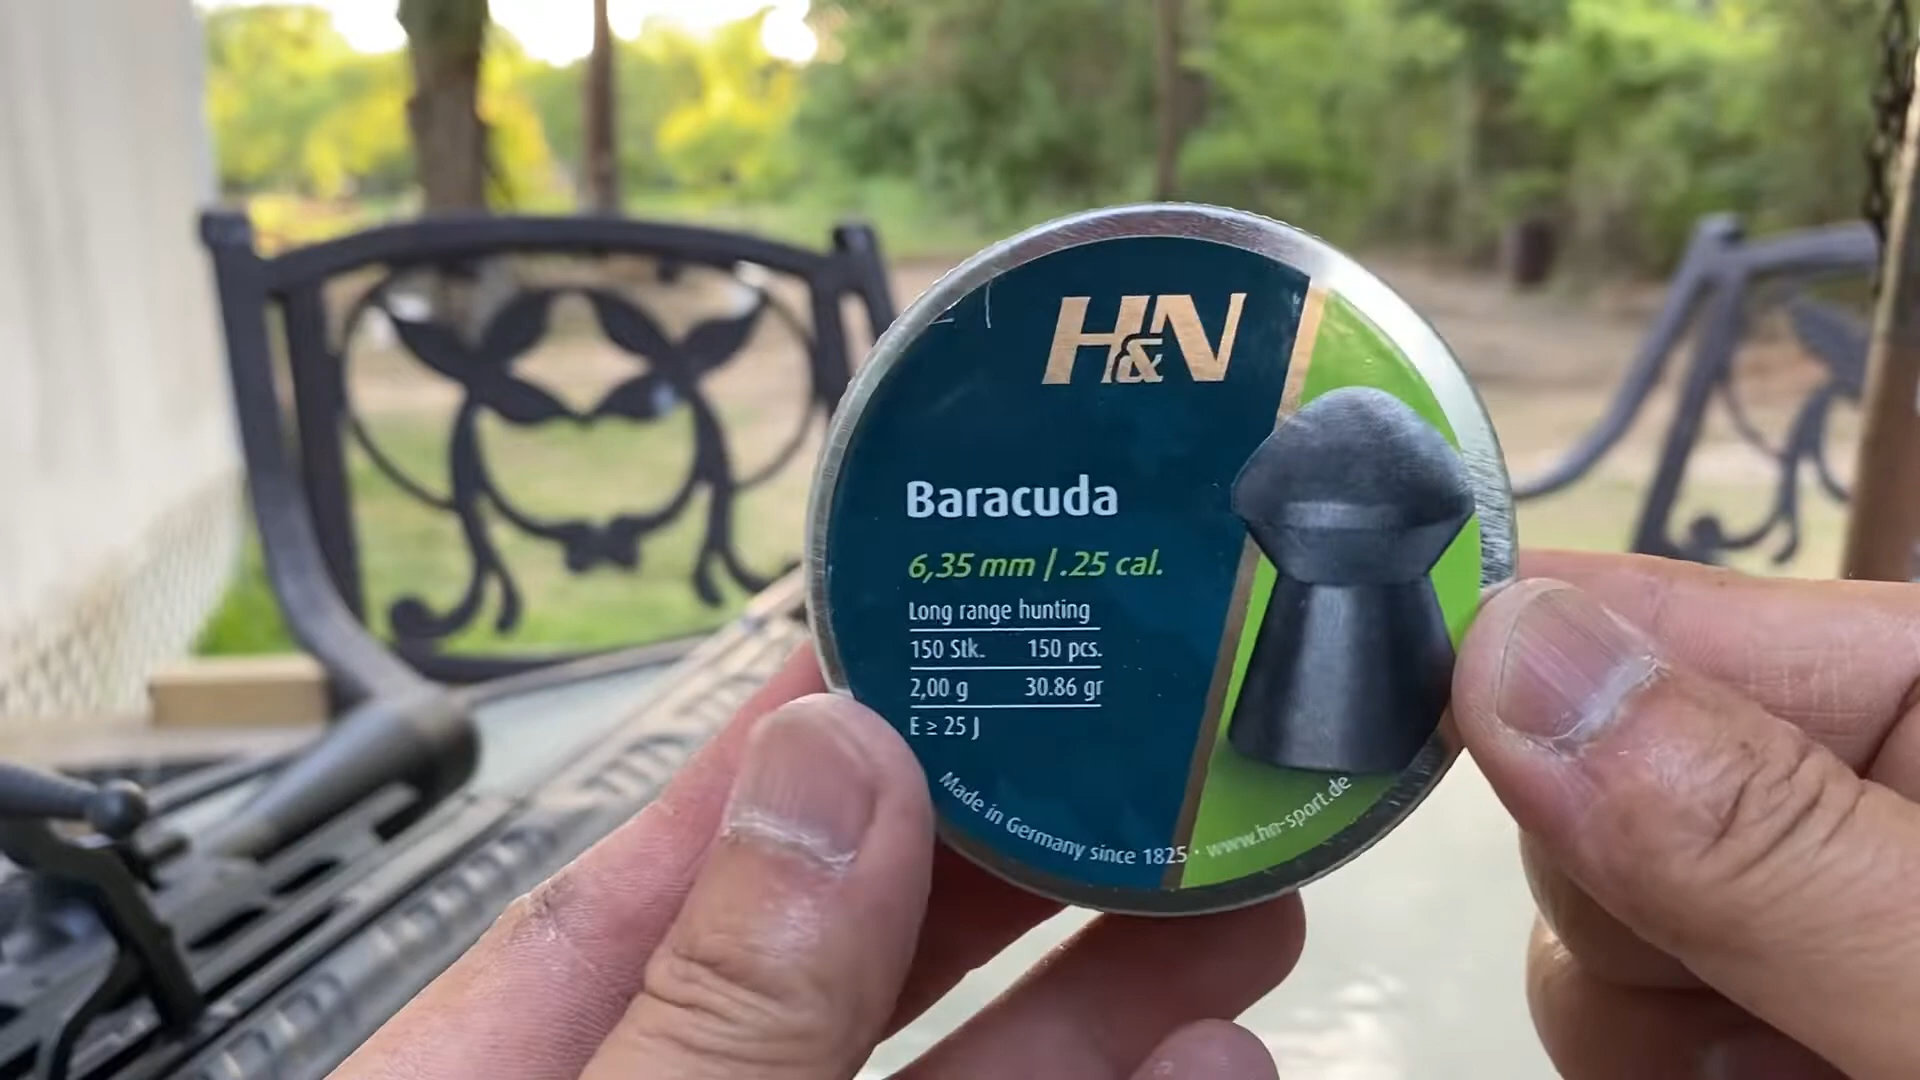 H&N
Baracuda
6,35 mm / .25 cal.
Long range hunting
150 Stk. 150 pcs.
2,00 g 30.86 gr
E ≥ 25 J
Made in Germany since 1825 · www.hn-sport.de